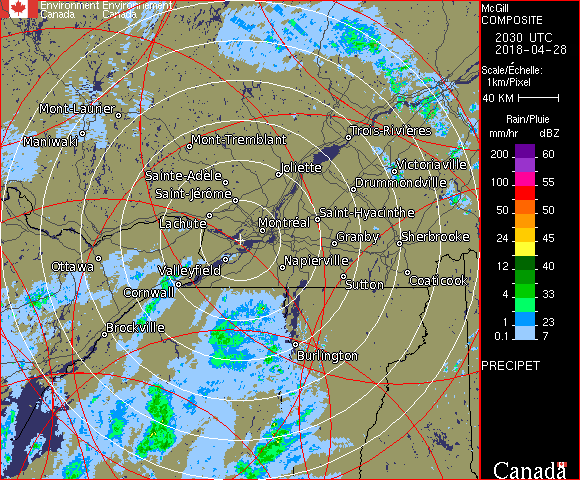 Environment Environnement
Canada Canada
McGill
COMPOSITE
2030 UTC
2018-04-28
Scale/Échelle:
1km/Pixel
40 KM
Rain/Pluie
mm/hr dBZ
200 60
100 55
50 50
24 45
12 40
4 33
1 23
0.1 7
PRECIPET
Canada
Mont-Laurier
Maniwaki
Mont-Tremblant
Trois-Rivières
Sainte-Adèle
Joliette
Victoriaville
Saint-Jérôme
Drummondville
Lachute
Montréal
Saint-Hyacinthe
Granby
Sherbrooke
Ottawa
Valleyfield
Napierville
Cornwall
Sutton
Coaticook
Brockville
Burlington